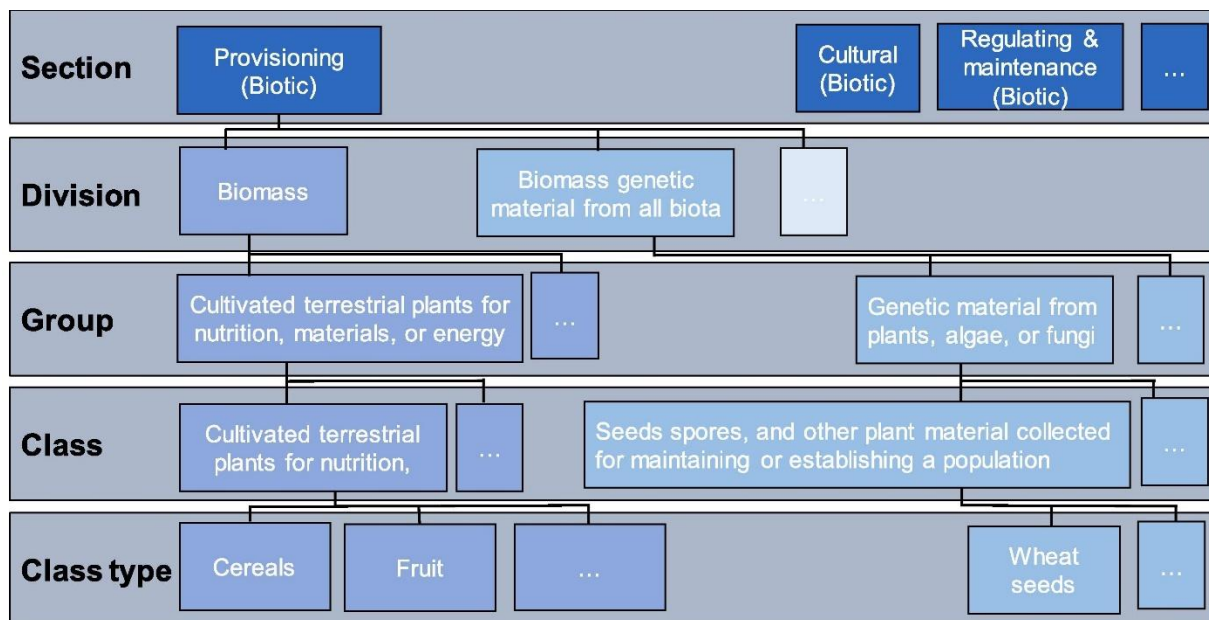 Section
Provisioning
(Biotic)
Cultural
(Biotic)
Regulating &
maintenance
(Biotic)
...
Division
Biomass
Biomass genetic
material from all biota
...
Group
Cultivated terrestrial plants for
nutrition, materials, or energy
...
Genetic material from
plants, algae, or fungi
...
Class
Cultivated terrestrial
plants for nutrition,
...
Seeds spores, and other plant material collected
for maintaining or establishing a population
...
Class type
Cereals
Fruit
...
Wheat
seeds
...